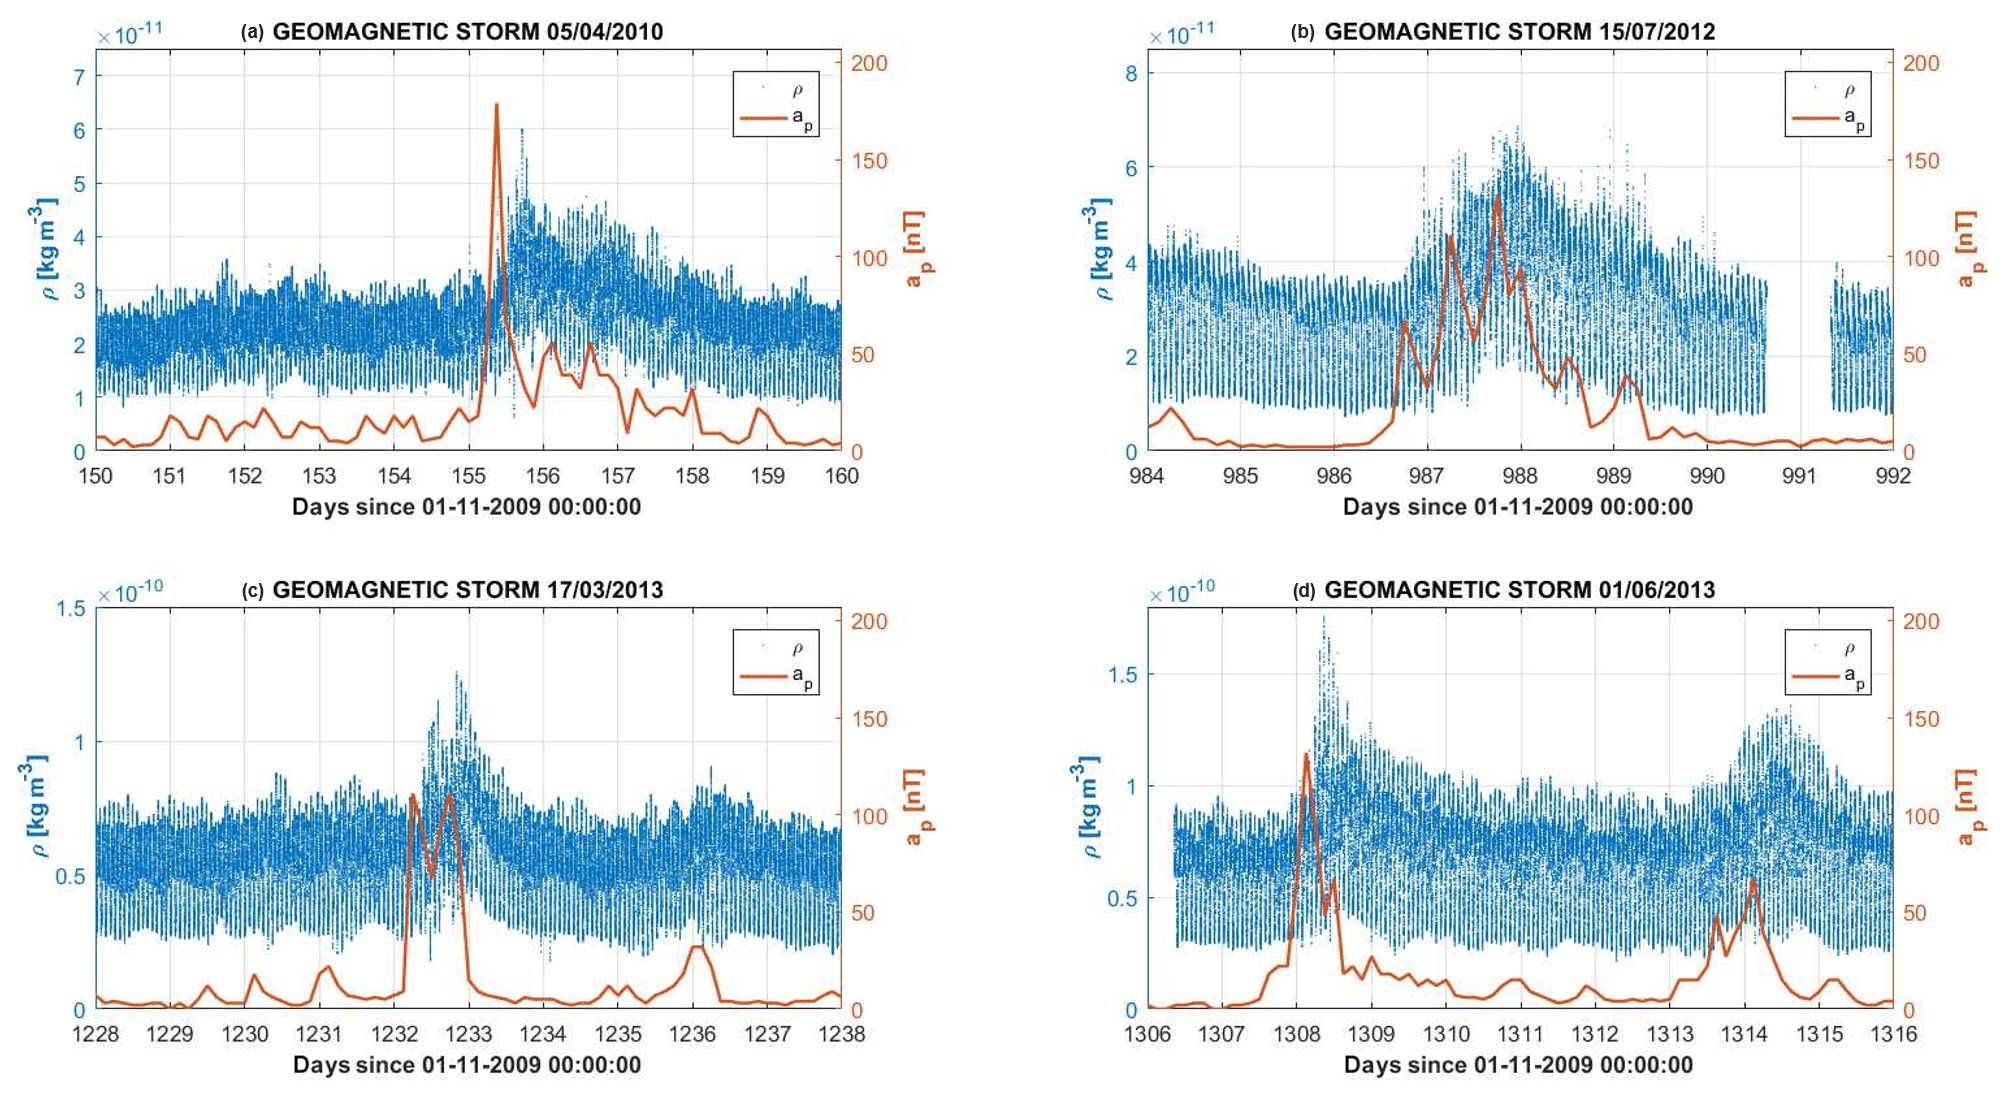 (a) GEOMAGNETIC STORM 05/04/2010
×10-11
ρ
ap
7
6
5
4
3
2
1
0
200
150
100
50
0
ρ [kg m-3]
ap [nT]
150 151 152 153 154 155 156 157 158 159 160
Days since 01-11-2009 00:00:00
(b) GEOMAGNETIC STORM 15/07/2012
×10-11
ρ
ap
8
6
4
2
0
200
150
100
50
0
ρ [kg m-3]
ap [nT]
984 985 986 987 988 989 990 991 992
Days since 01-11-2009 00:00:00
(c) GEOMAGNETIC STORM 17/03/2013
×10-10
ρ
ap
1.5
1
0.5
0
200
150
100
50
0
ρ [kg m-3]
ap [nT]
1228 1229 1230 1231 1232 1233 1234 1235 1236 1237 1238
Days since 01-11-2009 00:00:00
(d) GEOMAGNETIC STORM 01/06/2013
×10-10
ρ
ap
1.5
1
0.5
0
200
150
100
50
0
ρ [kg m-3]
ap [nT]
1306 1307 1308 1309 1310 1311 1312 1313 1314 1315 1316
Days since 01-11-2009 00:00:00